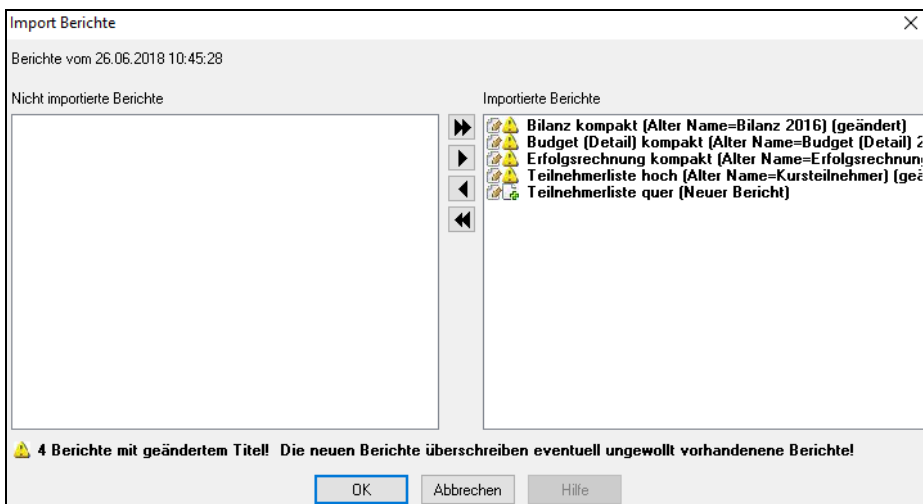 Import Berichte
Berichte vom 26.06.2018 10:45:28
Nicht importierte Berichte
Importierte Berichte
Bilanz kompakt (Alter Name=Bilanz 2016) (geändert)
Budget (Detail) kompakt (Alter Name=Budget (Detail) 2
Erfolgsrechnung kompakt (Alter Name=Erfolgsrechnung
Teilnehmerliste hoch (Alter Name=Kursteilnehmer) (geä
Teilnehmerliste quer (Neuer Bericht)
4 Berichte mit geändertem Titel! Die neuen Berichte überschreiben eventuell ungewollt vorhandenene Berichte!
OK Abbrechen Hilfe